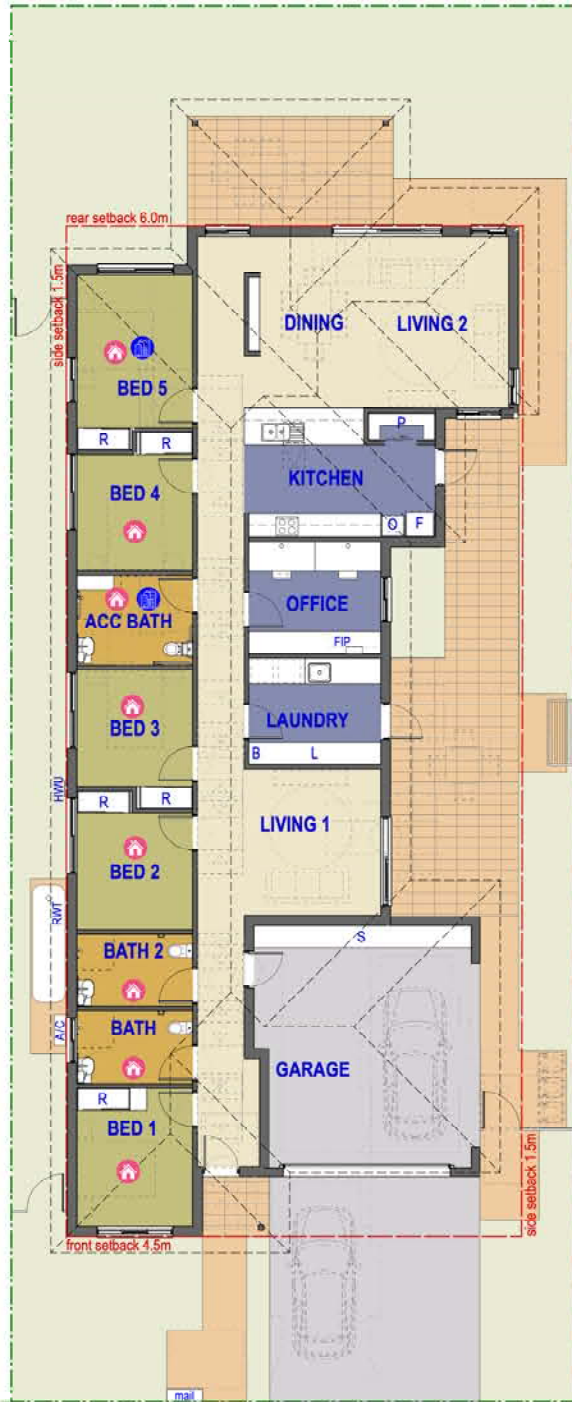 rear setback 6.0m
side setback 1.5m
DINING
LIVING 2
BED 5
P
R
R
KITCHEN
BED 4
O
F
OFFICE
ACC BATH
FIP
LAUNDRY
BED 3
B
L
HWU
R
R
LIVING 1
BED 2
RWT
S
BATH 2
A/C
BATH
GARAGE
R
BED 1
side setback 1.5m
front setback 4.5m
mail